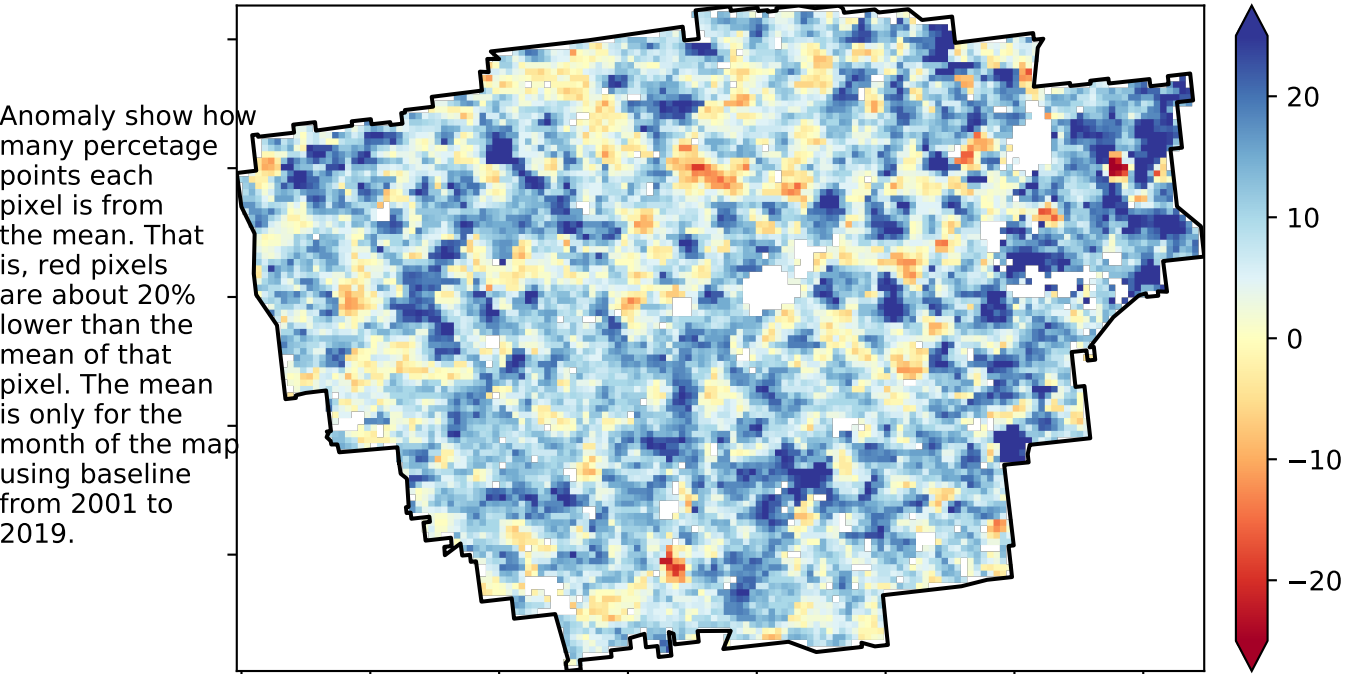 Anomaly show how
many percetage
points each
pixel is from
the mean. That
is, red pixels
are about 20%
lower than the
mean of that
pixel. The mean
is only for the
month of the map
using baseline
from 2001 to
2019.
20
10
0
−10
−20